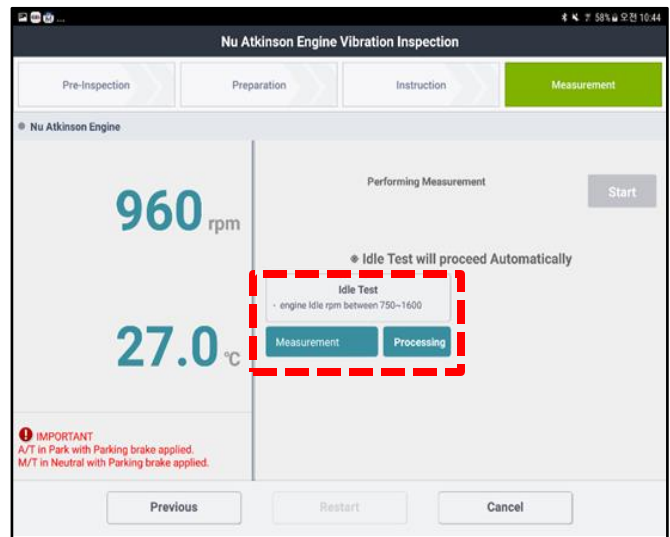 58% 오전 10:44
Nu Atkinson Engine Vibration Inspection
Pre-Inspection
Preparation
Instruction
Measurement
Nu Atkinson Engine
960 rpm
27.0 ℃
IMPORTANT
A/T in Park with Parking brake applied.
M/T in Neutral with Parking brake applied.
Performing Measurement
Start
※ Idle Test will proceed Automatically
Idle Test
- engine Idle rpm between 750~1600
Measurement
Processing
Previous
Restart
Cancel